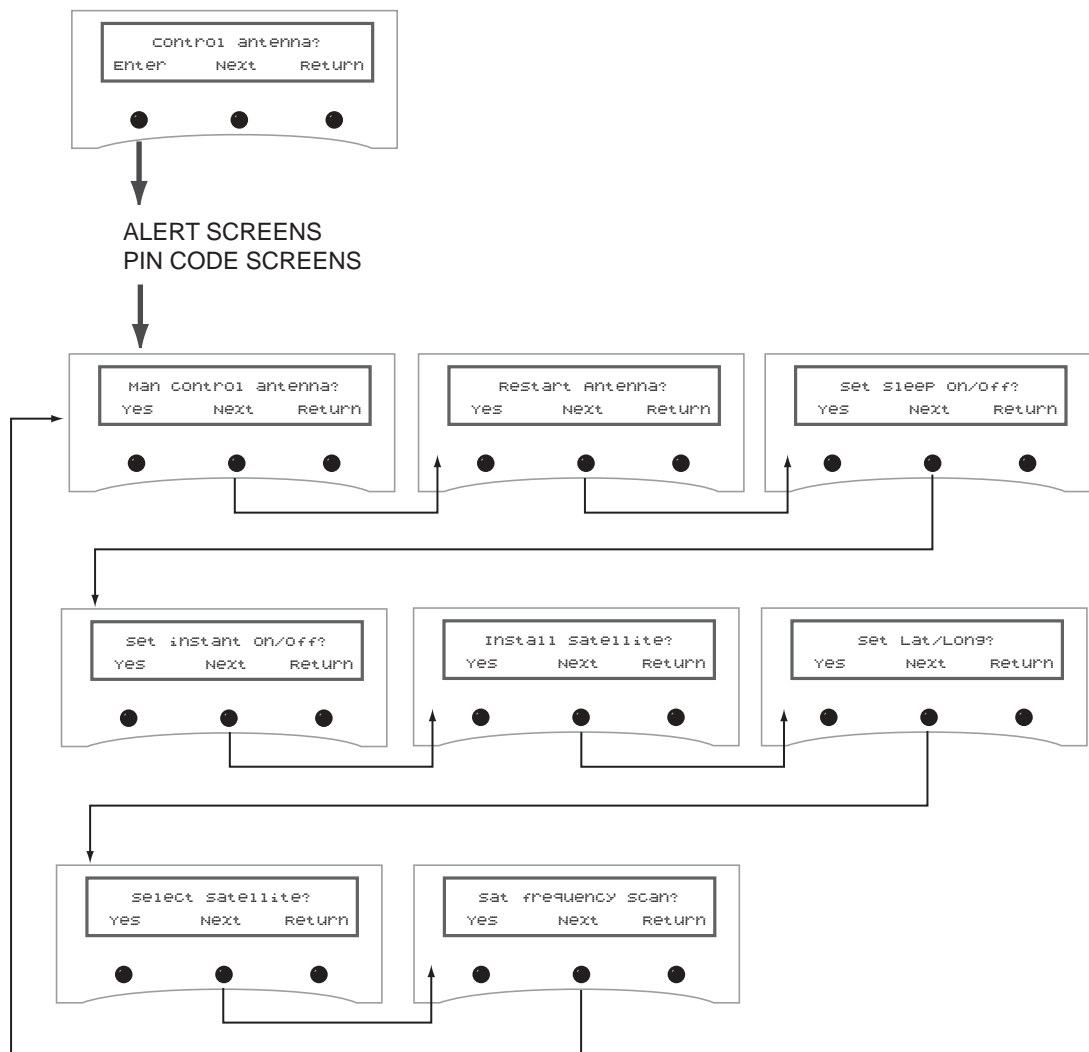 Control antenna?
Enter Next Return
ALERT SCREENS
PIN CODE SCREENS
Man Control antenna?
Yes Next Return
Restart Antenna?
Yes Next Return
Set Sleep On/Off?
Yes Next Return
Set instant On/Off?
Yes Next Return
Install Satellite?
Yes Next Return
Set Lat/Long?
Yes Next Return
Select Satellite?
Yes Next Return
Sat frequency scan?
Yes Next Return